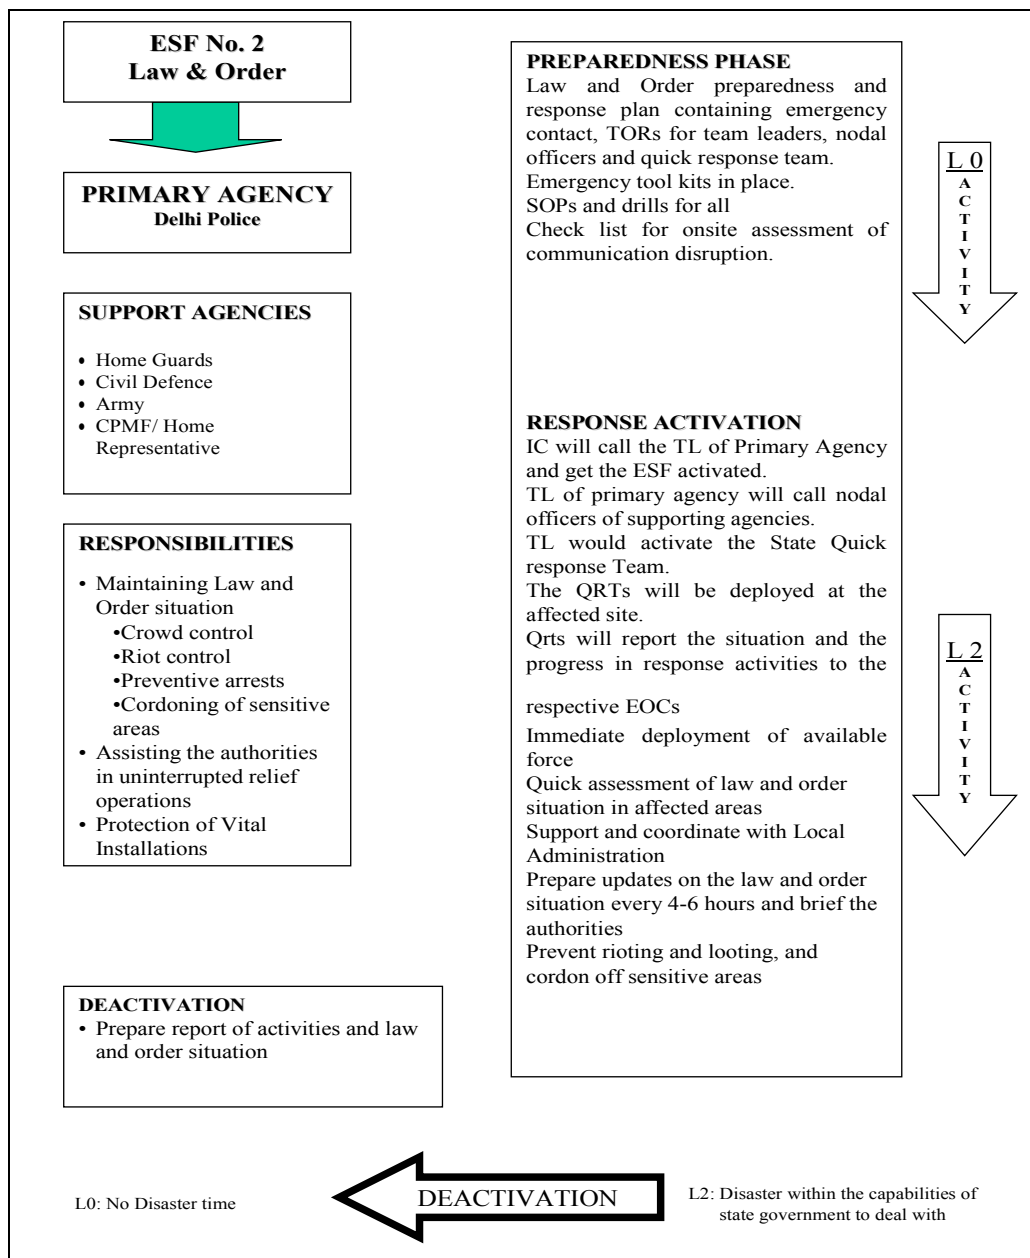 ESF No. 2
Law & Order
PRIMARY AGENCY
Delhi Police
SUPPORT AGENCIES
• Home Guards
• Civil Defence
• Army
• CPMF/ Home
Representative
RESPONSIBILITIES
• Maintaining Law and
Order situation
•Crowd control
•Riot control
•Preventive arrests
•Cordoning of sensitive
areas
• Assisting the authorities
in uninterrupted relief
operations
• Protection of Vital
Installations
DEACTIVATION
• Prepare report of activities and law
and order situation
PREPAREDNESS PHASE
Law and Order preparedness and
response plan containing emergency
contact, TORs for team leaders, nodal
officers and quick response team.
Emergency tool kits in place.
SOPs and drills for all
Check list for onsite assessment of
communication disruption.
RESPONSE ACTIVATION
IC will call the TL of Primary Agency
and get the ESF activated.
TL of primary agency will call nodal
officers of supporting agencies.
TL would activate the State Quick
response Team.
The QRTs will be deployed at the
affected site.
Qrts will report the situation and the
progress in response activities to the
respective EOCs
Immediate deployment of available
force
Quick assessment of law and order
situation in affected areas
Support and coordinate with Local
Administration
Prepare updates on the law and order
situation every 4-6 hours and brief the
authorities
Prevent rioting and looting, and
cordon off sensitive areas
L 0
A
C
T
I
V
I
T
Y
L 2
A
C
T
I
V
I
T
Y
L0: No Disaster time
DEACTIVATION
L2: Disaster within the capabilities of
state government to deal with